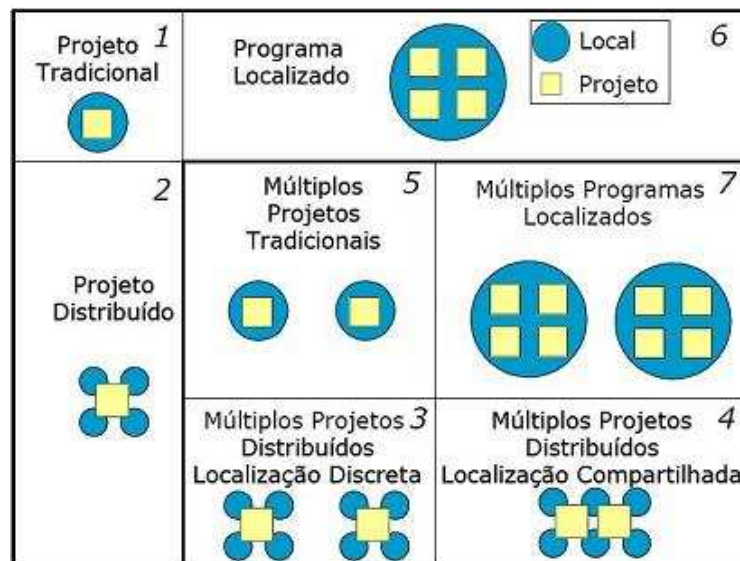 Projeto 1
Tradicional
Programa
Localizado
Local
Projeto
6
2
Projeto
Distribuído
5
Múltiplos
Projetos
Tradicionais
7
Múltiplos Programas
Localizados
Múltiplos Projetos 3
Distribuídos
Localização Discreta
Múltiplos Projetos 4
Distribuídos
Localização Compartilhada